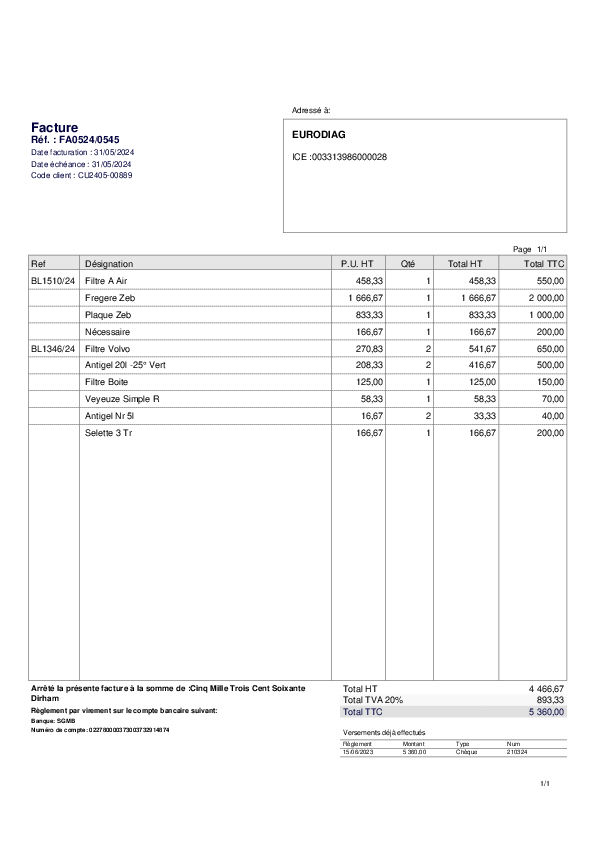 Adressé à:
Facture
Réf. : FA0524/0545
Date facturation : 31/05/2024
Date échéance : 31/05/2024
Code client : CU2405-00889
EURODIAG
ICE :003313986000028
Page 1/1
Ref Désignation P.U. HT Qté Total HT Total TTC
BL1510/24 Filtre A Air 458,33 1 458,33 550,00
Fregere Zeb 1 666,67 1 1 666,67 2 000,00
Plaque Zeb 833,33 1 833,33 1 000,00
Nécessaire 166,67 1 166,67 200,00
BL1346/24 Filtre Volvo 270,83 2 541,67 650,00
Antigel 20l -25° Vert 208,33 2 416,67 500,00
Filtre Boite 125,00 1 125,00 150,00
Veyeuze Simple R 58,33 1 58,33 70,00
Antigel Nr 5l 16,67 2 33,33 40,00
Selette 3 Tr 166,67 1 166,67 200,00
Arrêté la présente facture à la somme de :Cinq Mille Trois Cent Soixante
Dirham
Règlement par virement sur le compte bancaire suivant:
Banque: SGMB
Numéro de compte: 022780000373003732914874
Total HT 4 466,67
Total TVA 20% 893,33
Total TTC 5 360,00
Versements déjà effectués
Règlement Montant Type Num
15/06/2023 5 360,00 Chèque 210324
1/1